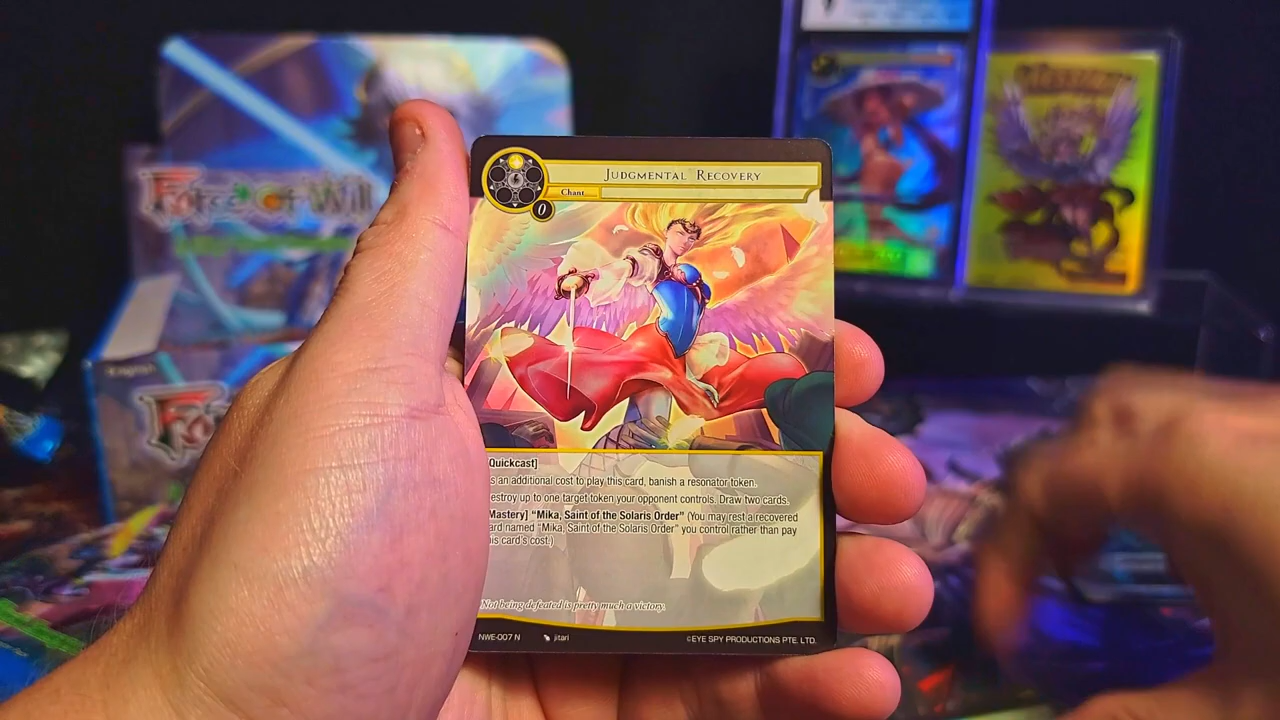 Force Of Will
English
JUDGMENTAL RECOVERY
Chant
0
Quickcast]
s an additional cost to play this card, banish a resonator token.
estroy up to one target token your opponent controls. Draw two cards.
Mastery] "Mika, Saint of the Solaris Order" (You may rest a recovered
ard named "Mika, Saint of the Solaris Order" you control rather than pay
is card's cost.)
Not being defeated is pretty much a victory.
NWE-007 N jitari ©EYE SPY PRODUCTIONS PTE. LTD.